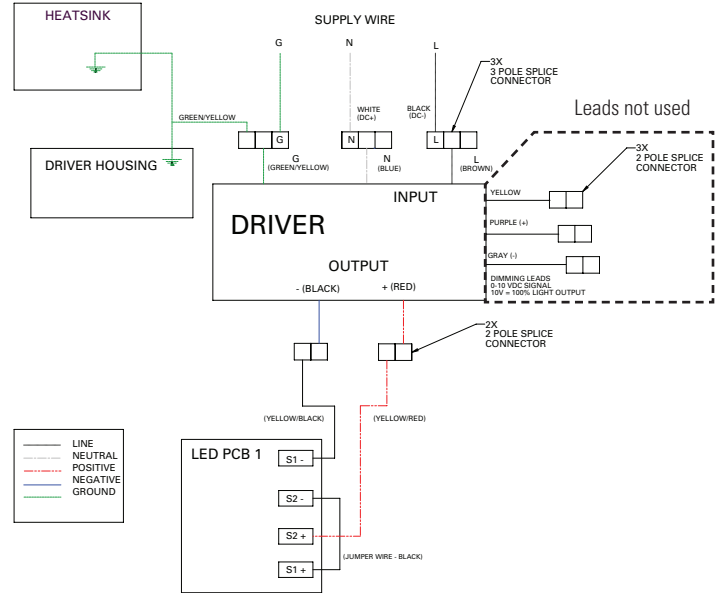 HEATSINK
SUPPLY WIRE
G
N
L
3X
3 POLE SPLICE
CONNECTOR
WHITE
(DC+)
BLACK
(DC-)
Leads not used
GREEN/YELLOW
G
N
L
3X
2 POLE SPLICE
CONNECTOR
DRIVER HOUSING
G
(GREEN/YELLOW)
N
(BLUE)
L
(BROWN)
INPUT
YELLOW
DRIVER
PURPLE (+)
GRAY (-)
OUTPUT
DIMMING LEADS
0-10 VDC SIGNAL
10V = 100% LIGHT OUTPUT
- (BLACK)
+ (RED)
2X
2 POLE SPLICE
CONNECTOR
(YELLOW/BLACK)
(YELLOW/RED)
LINE
NEUTRAL
POSITIVE
NEGATIVE
GROUND
LED PCB 1
S1 -
S2 -
S2 +
(JUMPER WIRE - BLACK)
S1 +